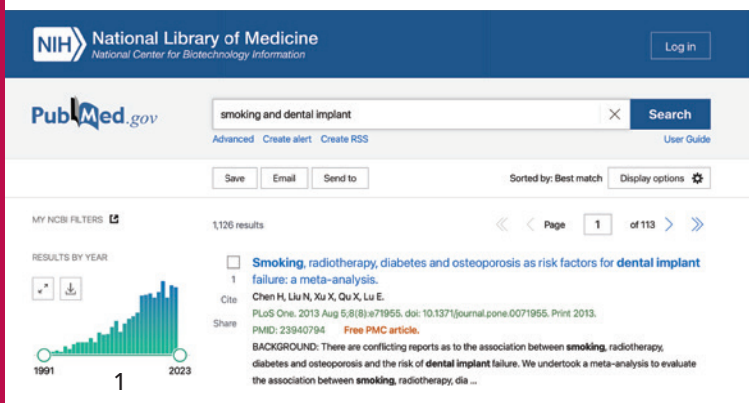 NIH National Library of Medicine
National Center for Biotechnology Information
Log in
PubMed.gov
smoking and dental implant
Search
Advanced Create alert Create RSS
User Guide
Save Email Send to
Sorted by: Best match Display options
MY NCBI FILTERS
1,126 results
Page 1 of 113
RESULTS BY YEAR
1991 2023
1
1
Cite
Share
Smoking, radiotherapy, diabetes and osteoporosis as risk factors for dental implant
failure: a meta-analysis.
Chen H, Liu N, Xu X, Qu X, Lu E.
PLoS One. 2013 Aug 5;8(8):e71955. doi: 10.1371/journal.pone.0071955. Print 2013.
PMID: 23940794 Free PMC article.
BACKGROUND: There are conflicting reports as to the association between smoking, radiotherapy,
diabetes and osteoporosis and the risk of dental implant failure. We undertook a meta-analysis to evaluate
the association between smoking, radiotherapy, dia ...